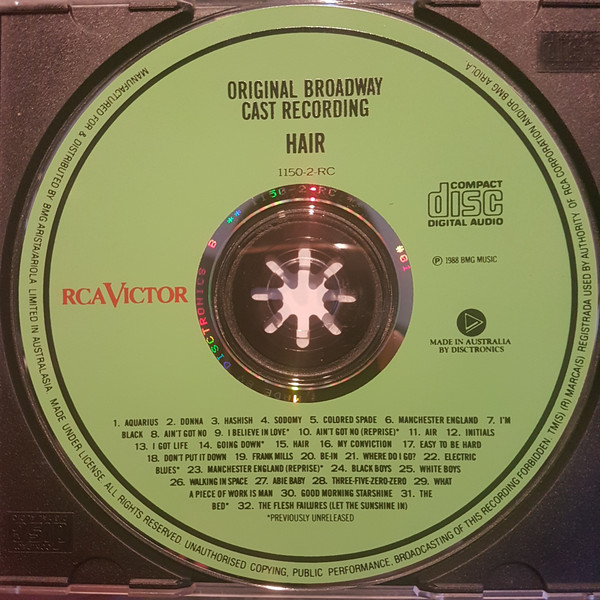 ORIGINAL BROADWAY
CAST RECORDING
HAIR
1150-2-RC
COMPACT
disc
DIGITAL AUDIO
℗ 1988 BMG MUSIC
RCA VICTOR
MADE IN AUSTRALIA
BY DISCTRONICS
1. AQUARIUS 2. DONNA 3. HASHISH 4. SODOMY 5. COLORED SPADE 6. MANCHESTER ENGLAND 7. I'M
BLACK 8. AIN'T GOT NO 9. I BELIEVE IN LOVE* 10. AIN'T GOT NO (REPRISE)* 11. AIR 12. INITIALS
13. I GOT LIFE 14. GOING DOWN* 15. HAIR 16. MY CONVICTION 17. EASY TO BE HARD
18. DON'T PUT IT DOWN 19. FRANK MILLS 20. BE-IN 21. WHERE DO I GO? 22. ELECTRIC
BLUES* 23. MANCHESTER ENGLAND (REPRISE)* 24. BLACK BOYS 25. WHITE BOYS
26. WALKING IN SPACE 27. ABIE BABY 28. THREE-FIVE-ZERO-ZERO 29. WHAT
A PIECE OF WORK IS MAN 30. GOOD MORNING STARSHINE 31. THE
BED* 32. THE FLESH FAILURES (LET THE SUNSHINE IN)
*PREVIOUSLY UNRELEASED
MANUFACTURED FOR & DISTRIBUTED BY BMG ARISTA/ARIOLA LIMITED IN AUSTRALASIA MADE UNDER LICENSE. ALL RIGHTS RESERVED. UNAUTHORISED COPYING, PUBLIC PERFORMANCE, BROADCASTING OF THIS RECORDING FORBIDDEN. TM(S) (R) MARCA(S) REGISTRADA USED BY AUTHORITY OF RCA CORPORATION AND/OR BMG ARIOLA
** 1150-2-RC *
#01
DISCTRONICS 8